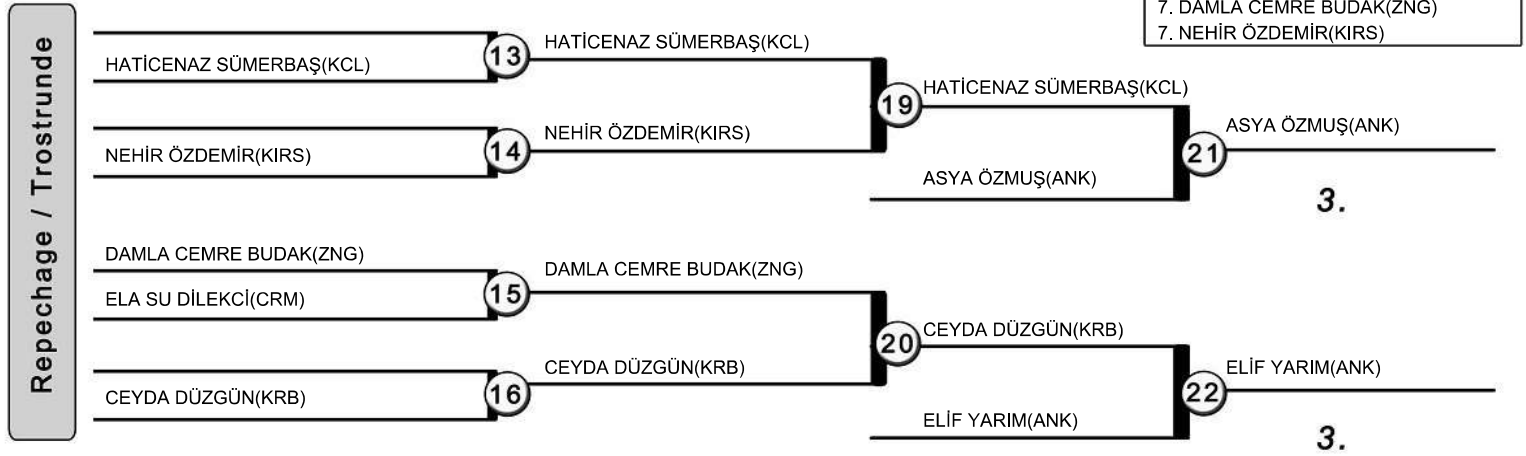 7. DAMLA CEMRE BUDAK(ZNG)
7. NEHİR ÖZDEMİR(KIRS)
Repechage / Trostrunde
HATİCENAZ SÜMERBAŞ(KCL)
13
HATİCENAZ SÜMERBAŞ(KCL)
NEHİR ÖZDEMİR(KIRS)
14
NEHİR ÖZDEMİR(KIRS)
19
HATİCENAZ SÜMERBAŞ(KCL)
ASYA ÖZMUŞ(ANK)
21
ASYA ÖZMUŞ(ANK)
3.
DAMLA CEMRE BUDAK(ZNG)
ELA SU DİLEKCİ(CRM)
15
DAMLA CEMRE BUDAK(ZNG)
CEYDA DÜZGÜN(KRB)
16
CEYDA DÜZGÜN(KRB)
20
CEYDA DÜZGÜN(KRB)
ELİF YARIM(ANK)
22
ELİF YARIM(ANK)
3.